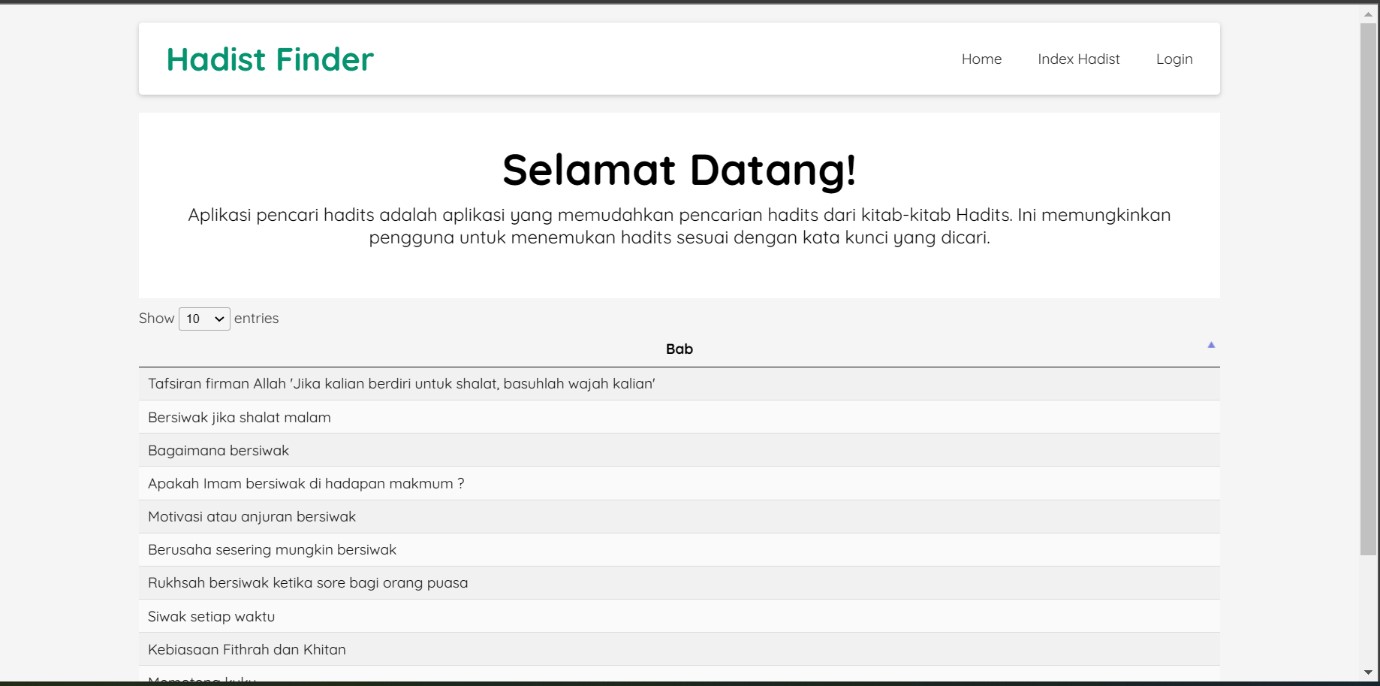 Hadist Finder
Home Index Hadist Login
Selamat Datang!
Aplikasi pencari hadits adalah aplikasi yang memudahkan pencarian hadits dari kitab-kitab Hadits. Ini memungkinkan
pengguna untuk menemukan hadits sesuai dengan kata kunci yang dicari.
Show 10 entries
Bab
Tafsiran firman Allah 'Jika kalian berdiri untuk shalat, basuhlah wajah kalian'
Bersiwak jika shalat malam
Bagaimana bersiwak
Apakah Imam bersiwak di hadapan makmum ?
Motivasi atau anjuran bersiwak
Berusaha sesering mungkin bersiwak
Rukhsah bersiwak ketika sore bagi orang puasa
Siwak setiap waktu
Kebiasaan Fithrah dan Khitan
Memotong kuku